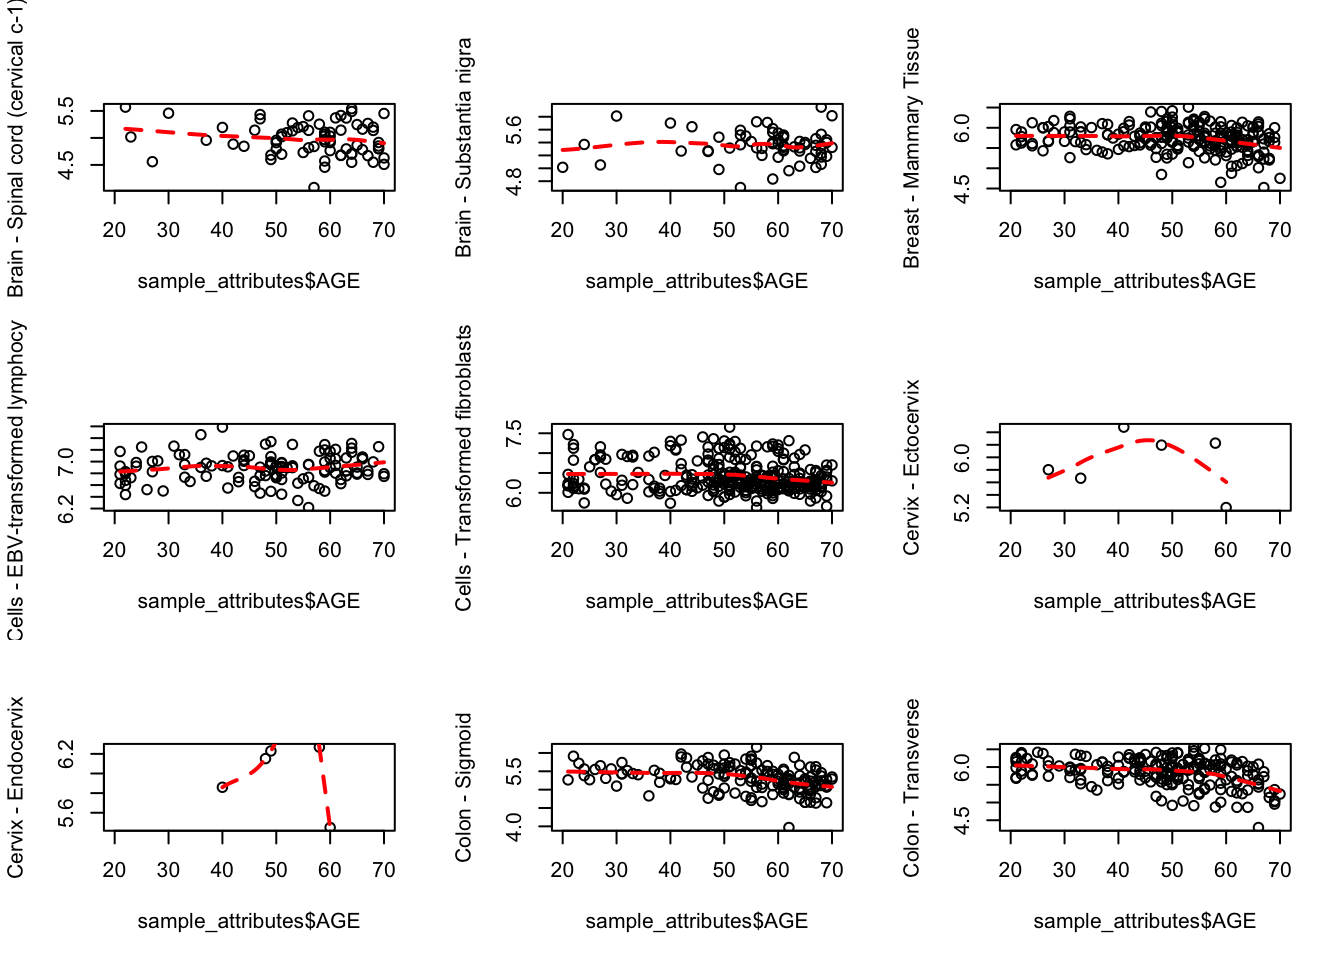 Brain - Spinal cord (cervical c-1)
5.5
4.5
20 30 40 50 60 70
sample_attributes$AGE
Brain - Substantia nigra
5.6
4.8
20 30 40 50 60 70
sample_attributes$AGE
Breast - Mammary Tissue
6.0
4.5
20 30 40 50 60 70
sample_attributes$AGE
Cells - EBV-transformed lymphocy
7.0
6.2
20 30 40 50 60 70
sample_attributes$AGE
Cells - Transformed fibroblasts
7.5
6.0
20 30 40 50 60 70
sample_attributes$AGE
Cervix - Ectocervix
6.0
5.2
20 30 40 50 60 70
sample_attributes$AGE
Cervix - Endocervix
6.2
5.6
20 30 40 50 60 70
sample_attributes$AGE
Colon - Sigmoid
5.5
4.0
20 30 40 50 60 70
sample_attributes$AGE
Colon - Transverse
6.0
4.5
20 30 40 50 60 70
sample_attributes$AGE